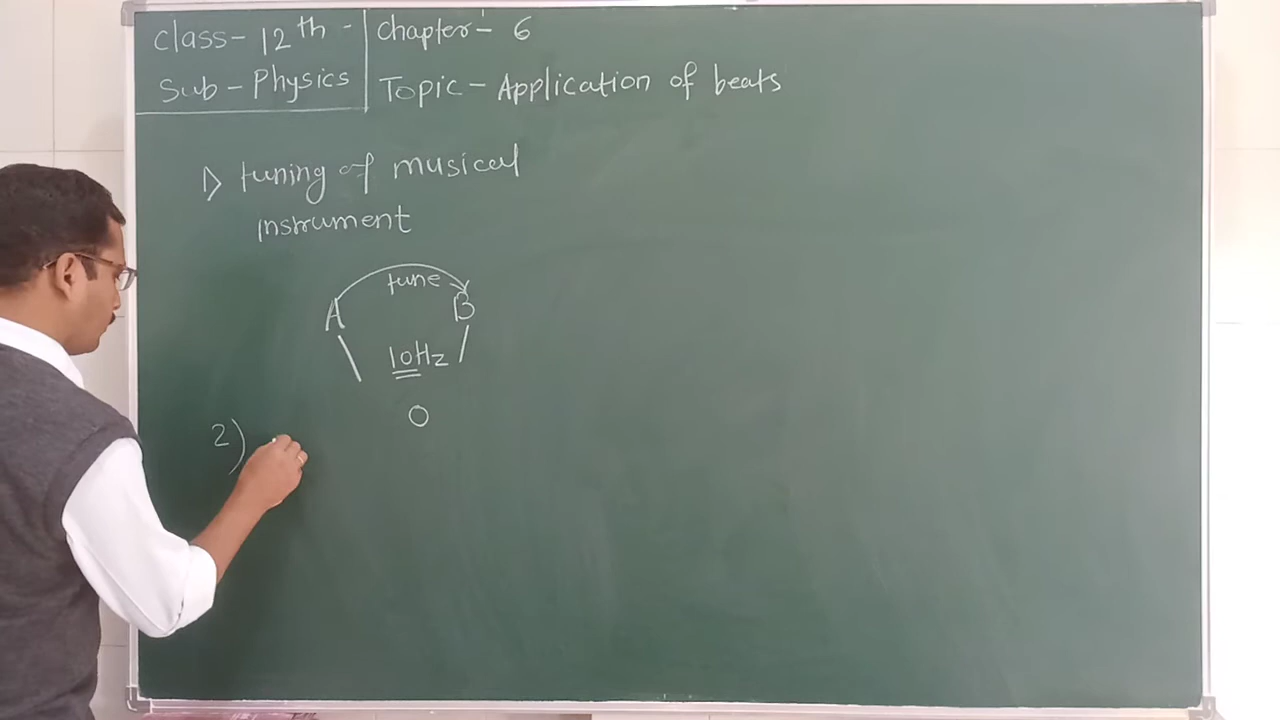 Class- 12th -
Sub - Physics
Chapter - 6
Topic - Application of beats
1) tuning of musical
instrument
tune
A B
10Hz
0
2)